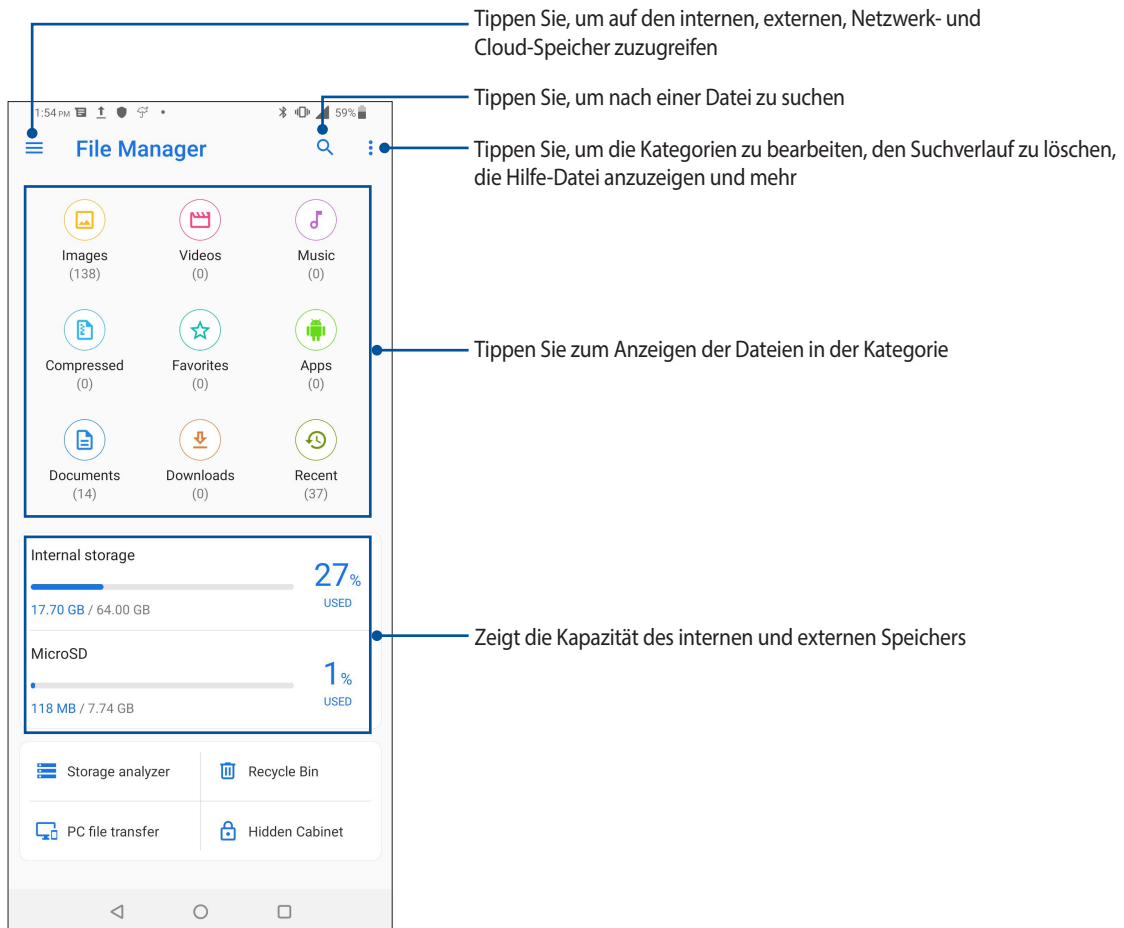 Tippen Sie, um auf den internen, externen, Netzwerk- und
Cloud-Speicher zuzugreifen
Tippen Sie, um nach einer Datei zu suchen
Tippen Sie, um die Kategorien zu bearbeiten, den Suchverlauf zu löschen,
die Hilfe-Datei anzuzeigen und mehr
1:54 PM 59%
File Manager
Images Videos Music
(138) (0) (0)
Compressed Favorites Apps
(0) (0) (0)
Tippen Sie zum Anzeigen der Dateien in der Kategorie
Documents Downloads Recent
(14) (0) (37)
Internal storage
27%
USED
17.70 GB / 64.00 GB
Zeigt die Kapazität des internen und externen Speichers
MicroSD
1%
USED
118 MB / 7.74 GB
Storage analyzer Recycle Bin
PC file transfer Hidden Cabinet